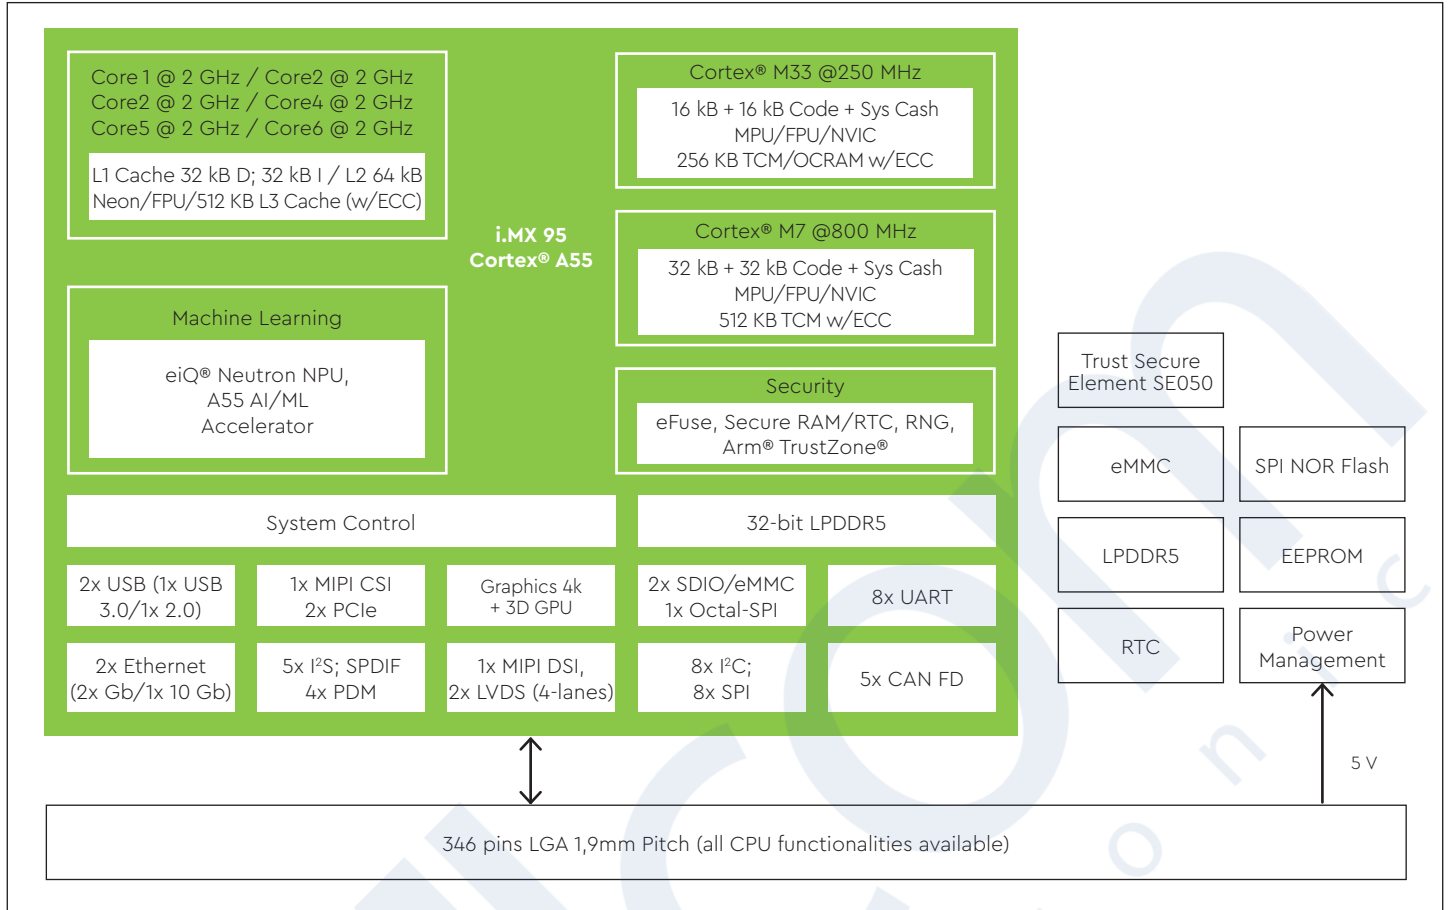 Core 1 @ 2 GHz / Core2 @ 2 GHz
Core2 @ 2 GHz / Core4 @ 2 GHz
Core5 @ 2 GHz / Core6 @ 2 GHz
L1 Cache 32 kB D; 32 kB I / L2 64 kB
Neon/FPU/512 KB L3 Cache (w/ECC)
i.MX 95
Cortex® A55
Cortex® M33 @250 MHz
16 kB + 16 kB Code + Sys Cash
MPU/FPU/NVIC
256 KB TCM/OCRAM w/ECC
Cortex® M7 @800 MHz
32 kB + 32 kB Code + Sys Cash
MPU/FPU/NVIC
512 KB TCM w/ECC
Machine Learning
eiQ® Neutron NPU,
A55 AI/ML
Accelerator
Security
eFuse, Secure RAM/RTC, RNG,
Arm® TrustZone®
System Control
32-bit LPDDR5
2x USB (1x USB
3.0/1x 2.0)
1x MIPI CSI
2x PCIe
Graphics 4k
+ 3D GPU
2x SDIO/eMMC
1x Octal-SPI
8x UART
2x Ethernet
(2x Gb/1x 10 Gb)
5x I²S; SPDIF
4x PDM
1x MIPI DSI,
2x LVDS (4-lanes)
8x I²C;
8x SPI
5x CAN FD
Trust Secure
Element SE050
eMMC
SPI NOR Flash
LPDDR5
EEPROM
RTC
Power
Management
5 V
346 pins LGA 1,9mm Pitch (all CPU functionalities available)